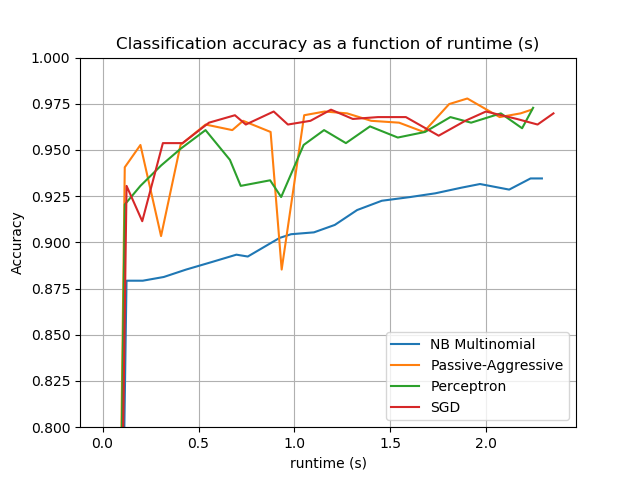 Classification accuracy as a function of runtime (s)
1.000
0.975
0.950
0.925
0.900
0.875
0.850
0.825
0.800
Accuracy
NB Multinomial
Passive-Aggressive
Perceptron
SGD
0.0 0.5 1.0 1.5 2.0
runtime (s)